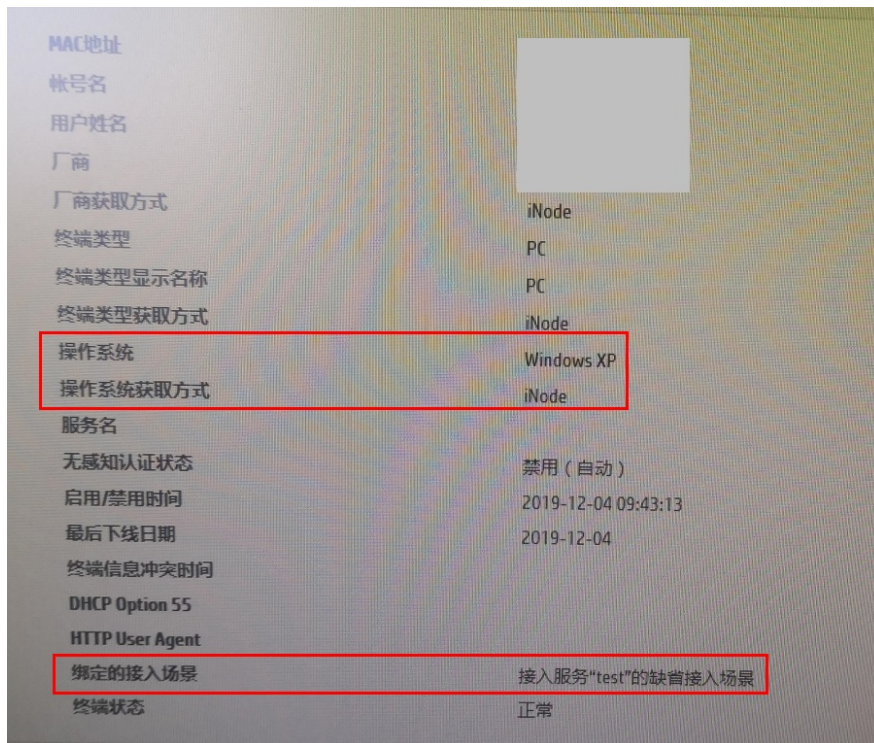 MAC地址
帐号名
用户姓名
厂商
厂商获取方式 iNode
终端类型 PC
终端类型显示名称 PC
终端类型获取方式 iNode
操作系统 Windows XP
操作系统获取方式 iNode
服务名
无感知认证状态 禁用（自动）
启用/禁用时间 2019-12-04 09:43:13
最后下线日期 2019-12-04
终端信息冲突时间
DHCP Option 55
HTTP User Agent
绑定的接入场景 接入服务“test”的缺省接入场景
终端状态 正常